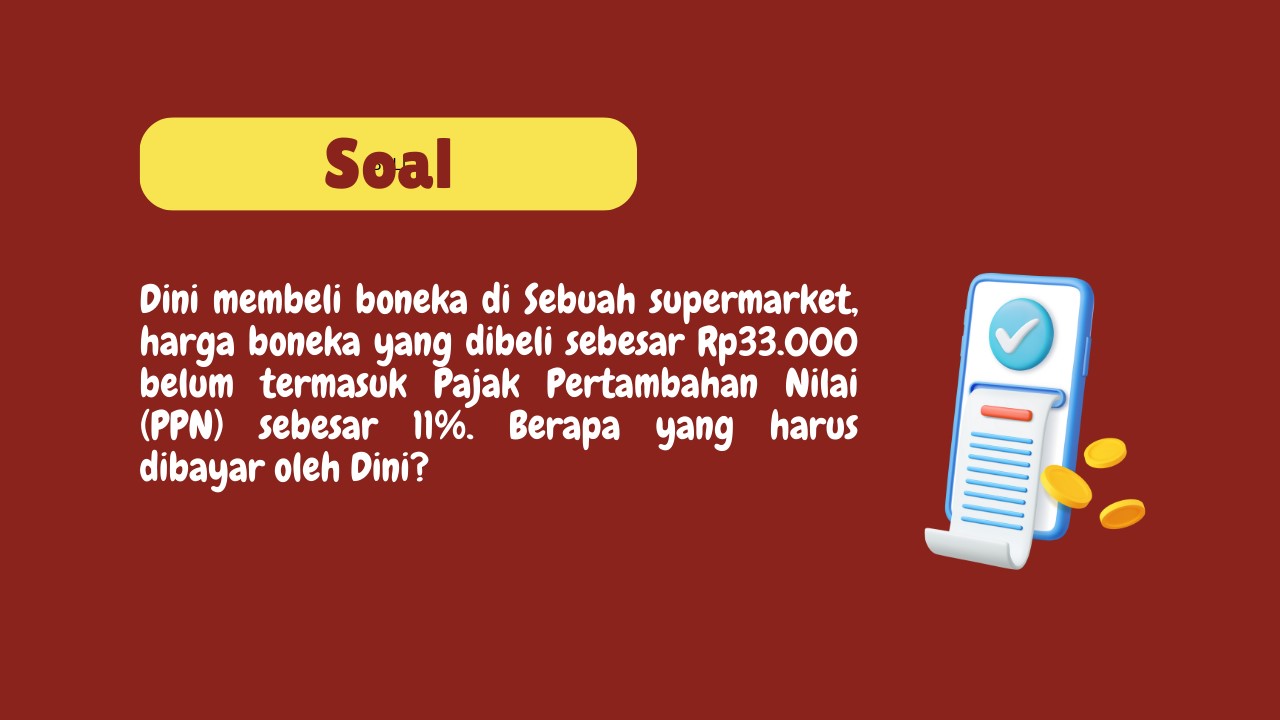 Soal
Dini membeli boneka di Sebuah supermarket,
harga boneka yang dibeli sebesar Rp33.000
belum termasuk Pajak Pertambahan Nilai
(PPN) sebesar 11%. Berapa yang harus
dibayar oleh Dini?